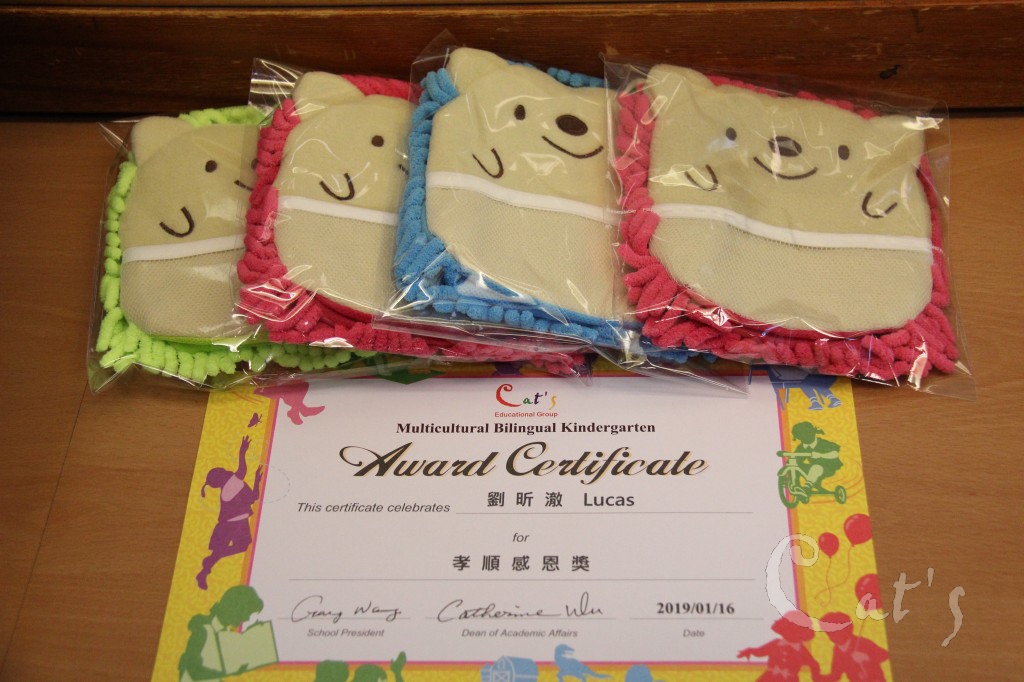 Cat's
Educational Group
Multicultural Bilingual Kindergarten
Award Certificate
This certificate celebrates 劉昕澈 Lucas
for
孝順感恩獎
Craig Wang Catherine Wu 2019/01/16
School President Dean of Academic Affairs Date
Cat's